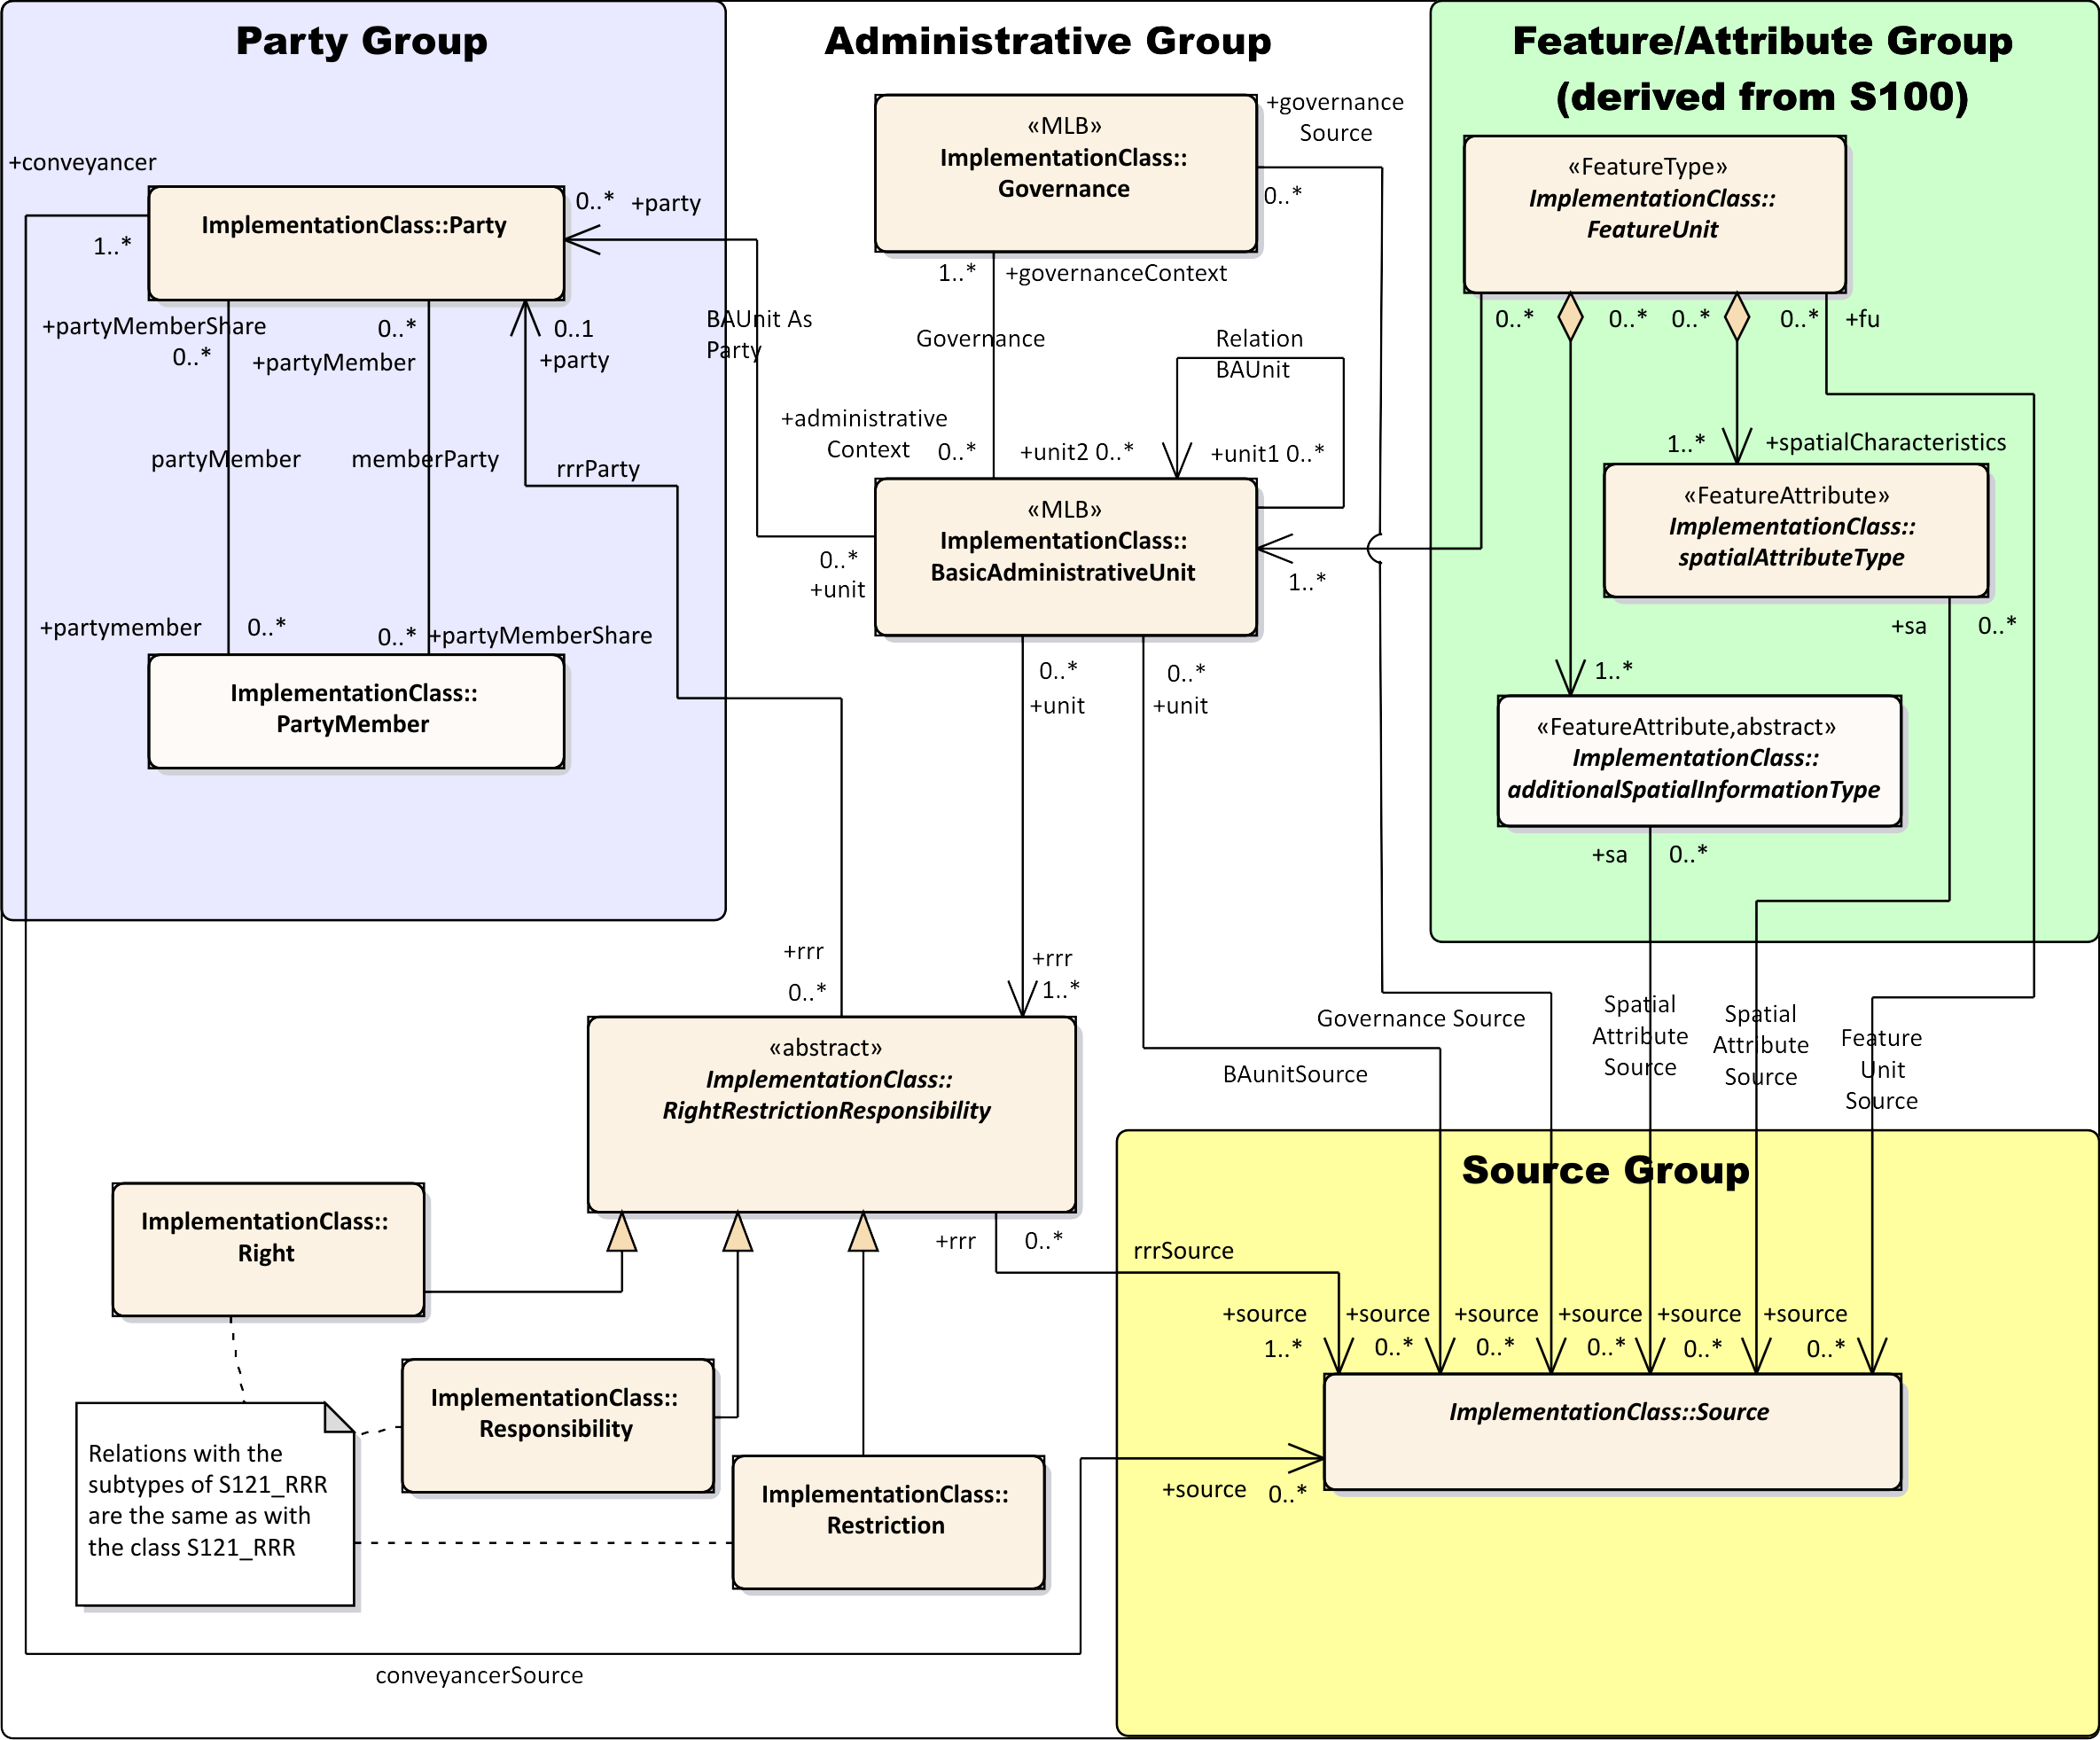 Party Group
Administrative Group
Feature/Attribute Group
(derived from S100)
+conveyancer
1..*
ImplementationClass::Party
0..* +party
«MLB»
ImplementationClass::
Governance
+governance
Source
0..*
«FeatureType»
ImplementationClass::
FeatureUnit
+partyMemberShare
0..*
0..*
+partyMember
0..1
+party
BAUnit As
Party
1..* +governanceContext
Governance
Relation
BAUnit
0..*
0..*
0..*
0..*
+fu
+administrative
Context
0..*
+unit2 0..*
+unit1 0..*
1..* +spatialCharacteristics
partyMember
memberParty
rrrParty
«MLB»
ImplementationClass::
BasicAdministrativeUnit
«FeatureAttribute»
ImplementationClass::
spatialAttributeType
0..*
+unit
1..*
+partymember
0..*
0..* +partyMemberShare
+sa
0..*
ImplementationClass::
PartyMember
0..*
+unit
0..*
+unit
1..*
«FeatureAttribute,abstract»
ImplementationClass::
additionalSpatialInformationType
+sa
0..*
+rrr
0..*
+rrr
1..*
Governance Source
BAunitSource
Spatial
Attribute
Source
Spatial
Attribute
Source
Feature
Unit
Source
«abstract»
ImplementationClass::
RightRestrictionResponsibility
Source Group
ImplementationClass::
Right
+rrr
0..*
rrrSource
+source
1..*
+source
0..*
+source
0..*
+source
0..*
+source
0..*
+source
0..*
ImplementationClass::
Responsibility
ImplementationClass::Source
Relations with the
subtypes of S121_RRR
are the same as with
the class S121_RRR
ImplementationClass::
Restriction
+source
0..*
conveyancerSource